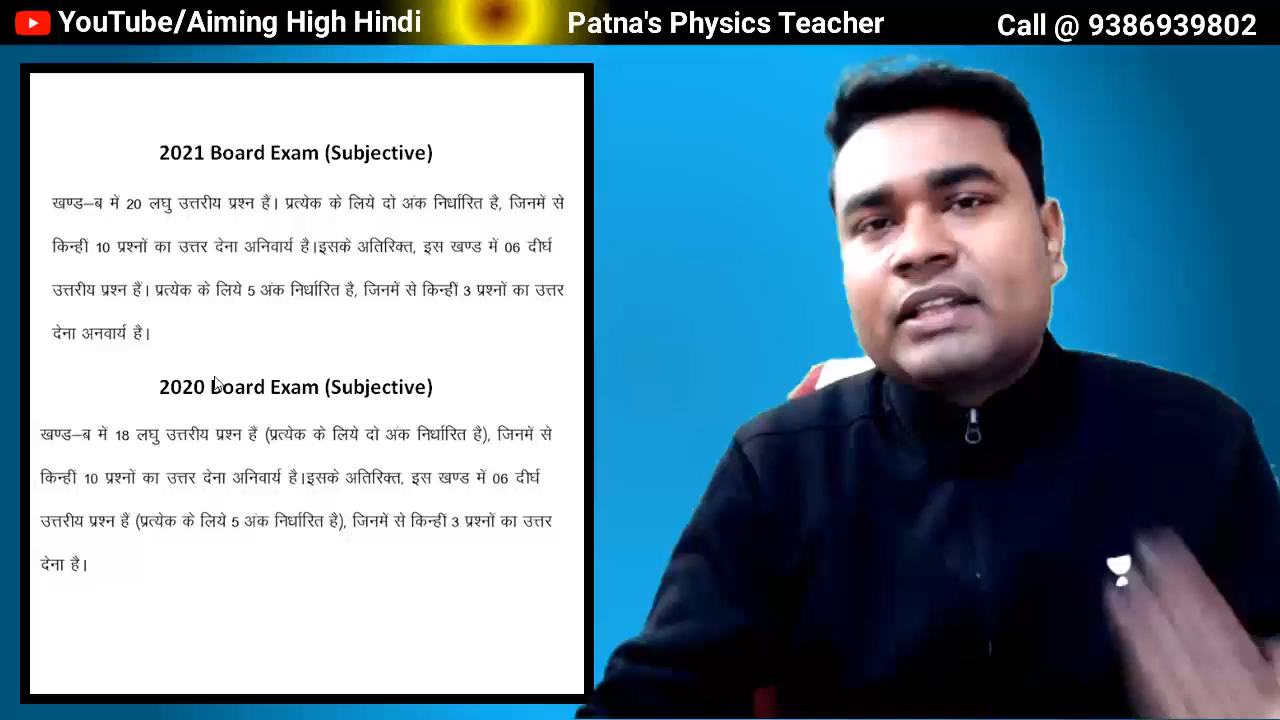 YouTube/Aiming High Hindi
Patna's Physics Teacher
Call @ 9386939802
2021 Board Exam (Subjective)
खण्ड–ब में 20 लघु उत्तरीय प्रश्न हैं। प्रत्येक के लिये दो अंक निर्धारित है, जिनमें से
किन्हीं 10 प्रश्नों का उत्तर देना अनिवार्य है।इसके अतिरिक्त, इस खण्ड में 06 दीर्घ
उत्तरीय प्रश्न हैं। प्रत्येक के लिये 5 अंक निर्धारित है, जिनमें से किन्हीं 3 प्रश्नों का उत्तर
देना अनवार्य है।
2020 Board Exam (Subjective)
खण्ड–ब में 18 लघु उत्तरीय प्रश्न हैं (प्रत्येक के लिये दो अंक निर्धारित है), जिनमें से
किन्हीं 10 प्रश्नों का उत्तर देना अनिवार्य है।इसके अतिरिक्त, इस खण्ड में 06 दीर्घ
उत्तरीय प्रश्न हैं (प्रत्येक के लिये 5 अंक निर्धारित है), जिनमें से किन्हीं 3 प्रश्नों का उत्तर
देना है।